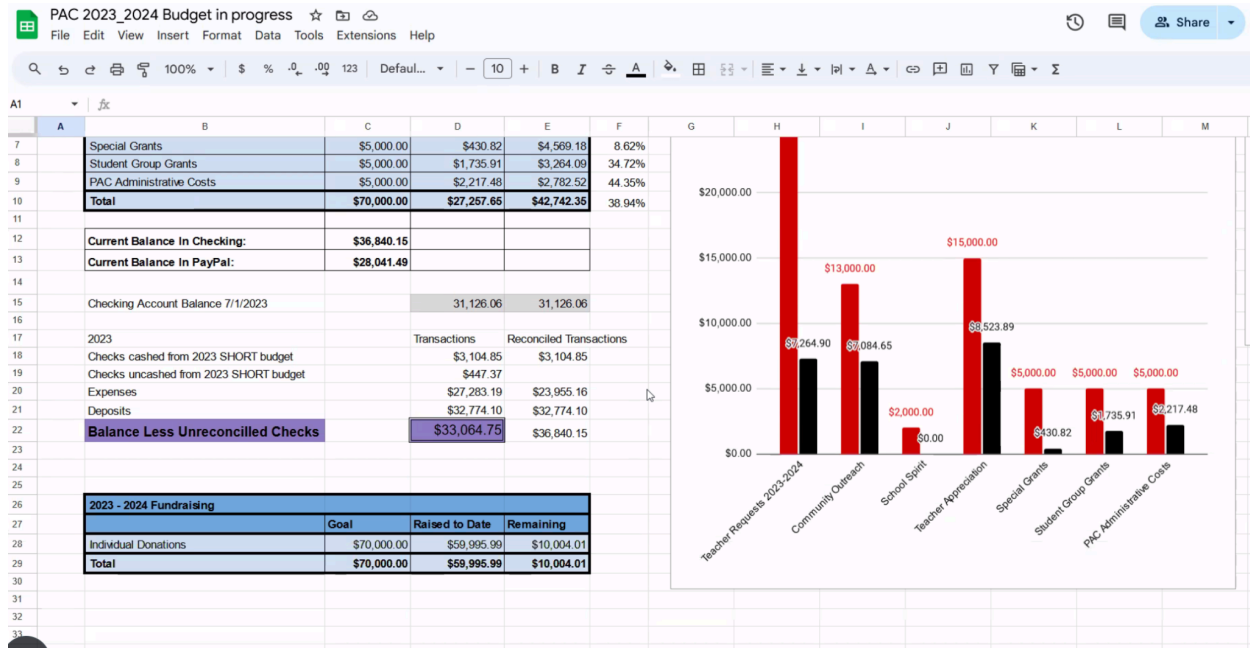 PAC 2023_2024 Budget in progress
File Edit View Insert Format Data Tools Extensions Help
Share
100% $ % .0 .00 123 Defaul... − 10 + B I A
A1 fx
A B C D E F G H I J K L M
7 Special Grants $5,000.00 $430.82 $4,569.18 8.62%
8 Student Group Grants $5,000.00 $1,735.91 $3,264.09 34.72%
9 PAC Administrative Costs $5,000.00 $2,217.48 $2,782.52 44.35%
10 Total $70,000.00 $27,257.65 $42,742.35 38.94%
11
12 Current Balance In Checking: $36,840.15
13 Current Balance In PayPal: $28,041.49
14
15 Checking Account Balance 7/1/2023 31,126.06 31,126.06
16
17 2023 Transactions Reconciled Transactions
18 Checks cashed from 2023 SHORT budget $3,104.85 $3,104.85
19 Checks uncashed from 2023 SHORT budget $447.37
20 Expenses $27,283.19 $23,955.16
21 Deposits $32,774.10 $32,774.10
22 Balance Less Unreconcilled Checks $33,064.75 $36,840.15
23
24
25
26 2023 - 2024 Fundraising
27 Goal Raised to Date Remaining
28 Individual Donations $70,000.00 $59,995.99 $10,004.01
29 Total $70,000.00 $59,995.99 $10,004.01
30
31
32
33
$20,000.00
$15,000.00
$10,000.00
$5,000.00
$0.00
$7,264.90
$13,000.00
$7,084.65
$2,000.00
$0.00
$15,000.00
$8,523.89
$5,000.00
$430.82
$5,000.00
$1,735.91
$5,000.00
$2,217.48
Teacher Requests 2023-2024
Community Outreach
School Spirit
Teacher Appreciation
Special Grants
Student Group Grants
PAC Administrative Costs